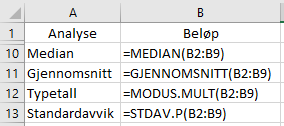 A B
1 Analyse Beløp
10 Median =MEDIAN(B2:B9)
11 Gjennomsnitt =GJENNOMSNITT(B2:B9)
12 Typetall =MODUS.MULT(B2:B9)
13 Standardavvik =STDAV.P(B2:B9)